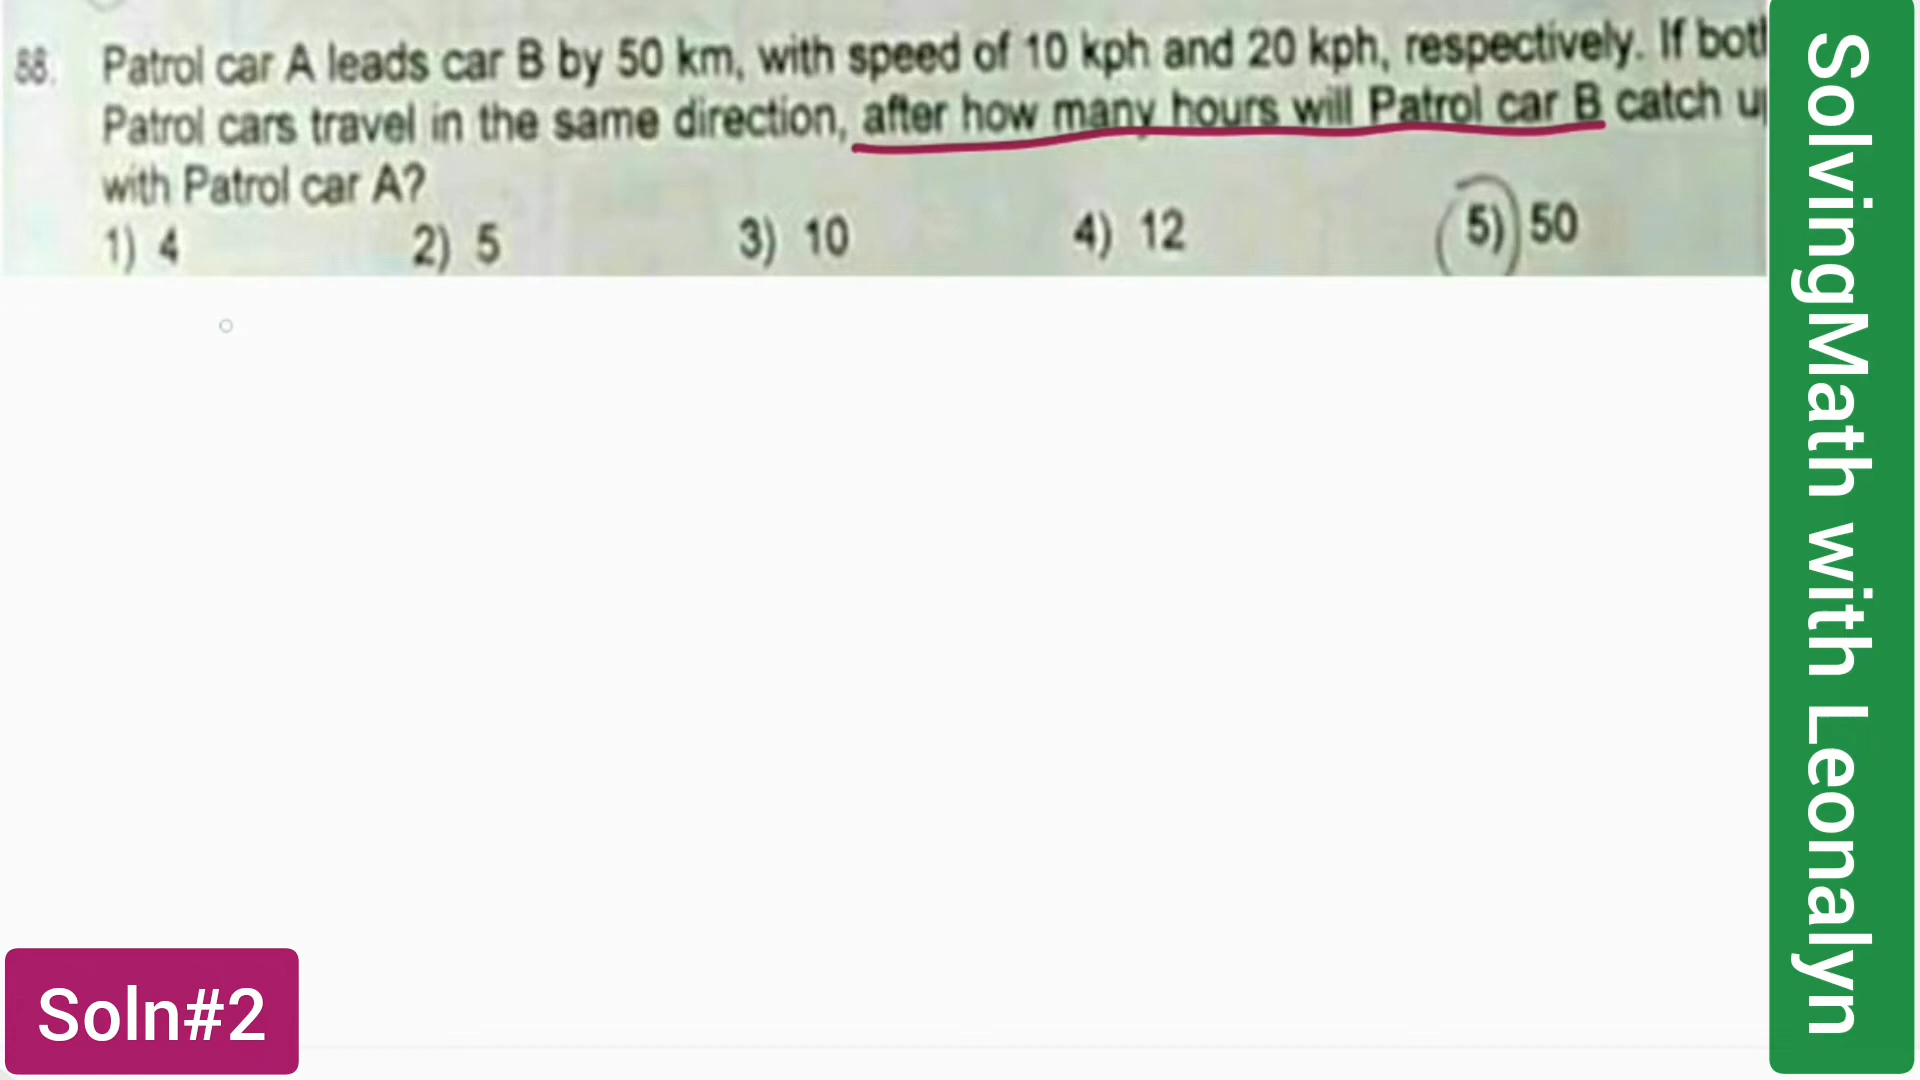 88. Patrol car A leads car B by 50 km, with speed of 10 kph and 20 kph, respectively. If
Patrol cars travel in the same direction, after how many hours will Patrol car B catch
with Patrol car A?
1) 4 2) 5 3) 10 4) 12 5) 50
SolvingMath with Leonalyn
Soln#2